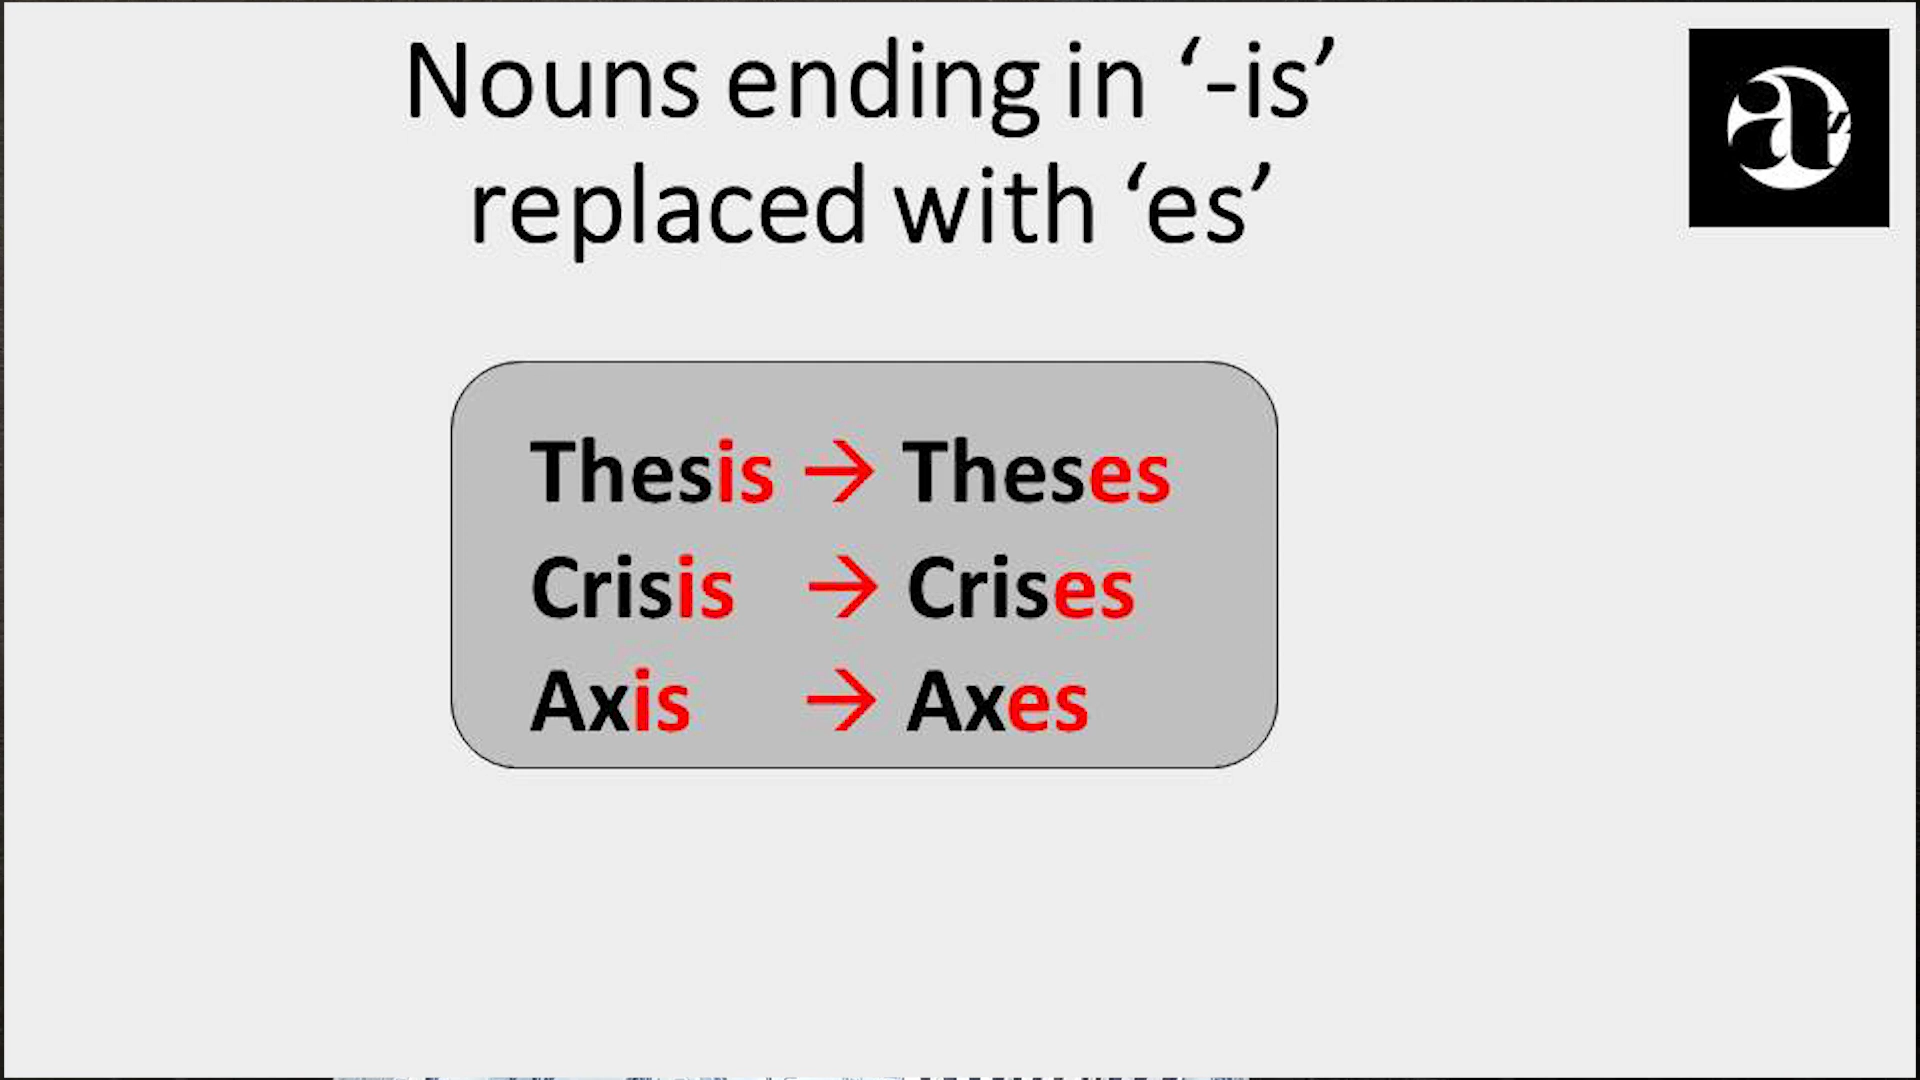 Nouns ending in ‘-is’
replaced with ‘es’
Thesis → Theses
Crisis → Crises
Axis → Axes